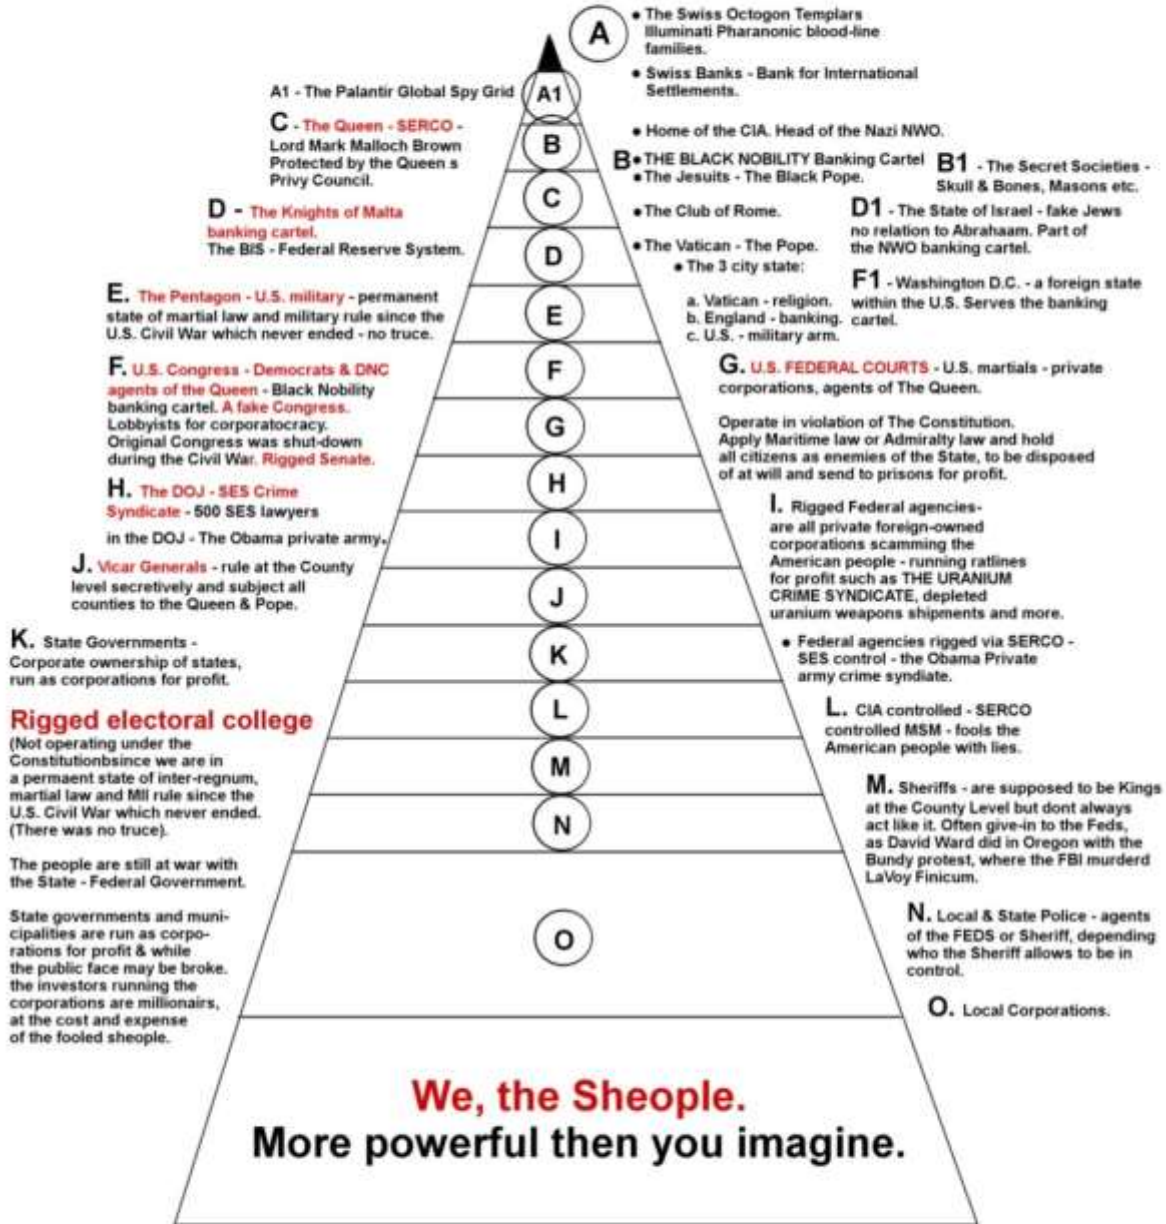 A
• The Swiss Octogon Templars
Illuminati Pharanonic blood-line
families.
• Swiss Banks - Bank for International
Settlements.
A1 - The Palantir Global Spy Grid
A1
C - The Queen - SERCO -
Lord Mark Malloch Brown
Protected by the Queen s
Privy Council.
• Home of the CIA. Head of the Nazi NWO.
B
B • THE BLACK NOBILITY Banking Cartel
• The Jesuits - The Black Pope.
B1 - The Secret Societies -
Skull & Bones, Masons etc.
C
D - The Knights of Malta
banking cartel.
The BIS - Federal Reserve System.
• The Club of Rome.
D1 - The State of Israel - fake Jews
no relation to Abrahaam. Part of
the NWO banking cartel.
D
• The Vatican - The Pope.
• The 3 city state:
a. Vatican - religion.
b. England - banking.
c. U.S. - military arm.
F1 - Washington D.C. - a foreign state
within the U.S. Serves the banking
cartel.
E. The Pentagon - U.S. military - permanent
state of martial law and military rule since the
U.S. Civil War which never ended - no truce.
E
F. U.S. Congress - Democrats & DNC
agents of the Queen - Black Nobility
banking cartel. A fake Congress.
Lobbyists for corporatocracy.
Original Congress was shut-down
during the Civil War. Rigged Senate.
F
G. U.S. FEDERAL COURTS - U.S. martials - private
corporations, agents of The Queen.
Operate in violation of The Constitution.
Apply Maritime law or Admiralty law and hold
all citizens as enemies of the State, to be disposed
of at will and send to prisons for profit.
G
H. The DOJ - SES Crime
Syndicate - 500 SES lawyers
in the DOJ - The Obama private army.
H
I. Rigged Federal agencies-
are all private foreign-owned
corporations scamming the
American people - running ratlines
for profit such as THE URANIUM
CRIME SYNDICATE, depleted
uranium weapons shipments and more.
I
J. Vicar Generals - rule at the County
level secretively and subject all
counties to the Queen & Pope.
J
K. State Governments -
Corporate ownership of states,
run as corporations for profit.
K
• Federal agencies rigged via SERCO -
SES control - the Obama Private
army crime syndiate.
Rigged electoral college
(Not operating under the
Constitutionbsince we are in
a permaent state of inter-regnum,
martial law and MIl rule since the
U.S. Civil War which never ended.
(There was no truce).
The people are still at war with
the State - Federal Government.
State governments and muni-
cipalities are run as corpo-
rations for profit & while
the public face may be broke.
the investors running the
corporations are millionairs,
at the cost and expense
of the fooled sheople.
L
L. CIA controlled - SERCO
controlled MSM - fools the
American people with lies.
M
M. Sheriffs - are supposed to be Kings
at the County Level but dont always
act like it. Often give-in to the Feds,
as David Ward did in Oregon with the
Bundy protest, where the FBI murderd
LaVoy Finicum.
N
N. Local & State Police - agents
of the FEDS or Sheriff, depending
who the Sheriff allows to be in
control.
O
O. Local Corporations.
We, the Sheople.
More powerful then you imagine.